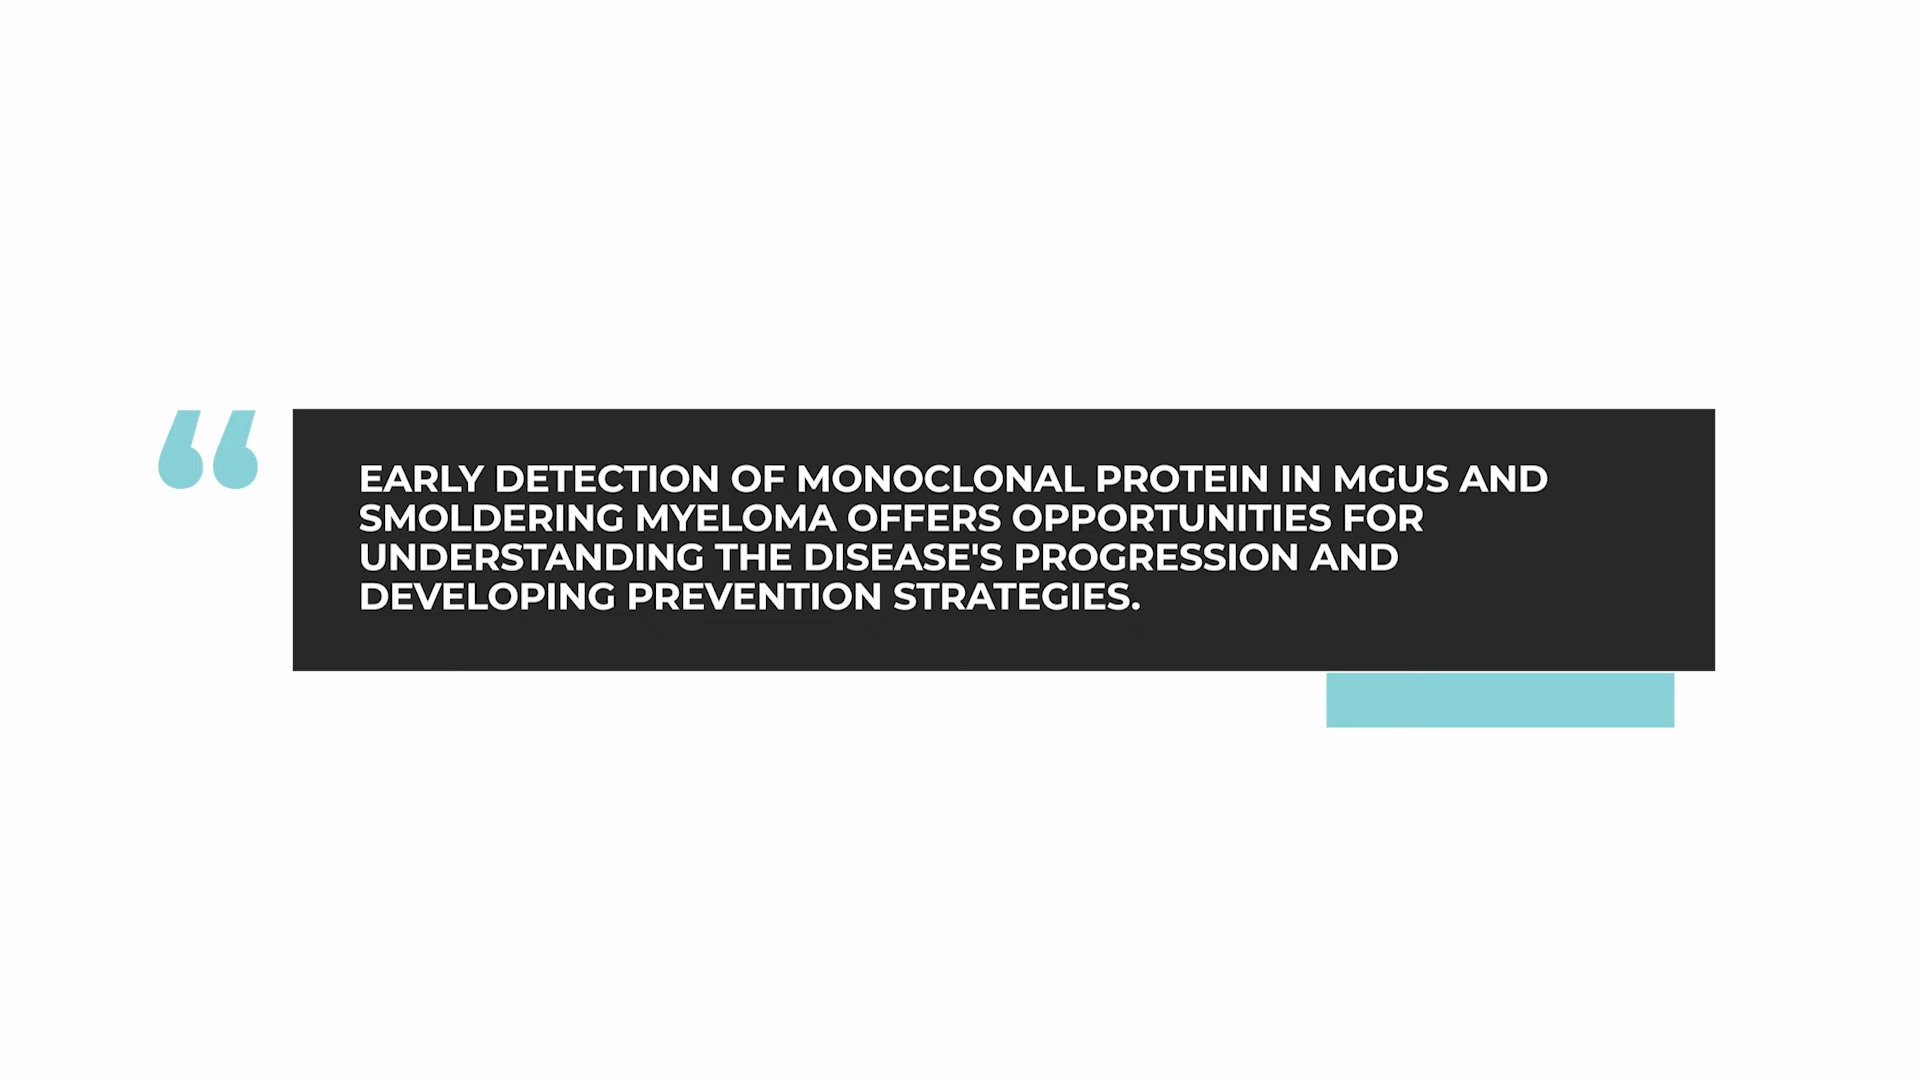 “
EARLY DETECTION OF MONOCLONAL PROTEIN IN MGUS AND
SMOLDERING MYELOMA OFFERS OPPORTUNITIES FOR
UNDERSTANDING THE DISEASE'S PROGRESSION AND
DEVELOPING PREVENTION STRATEGIES.